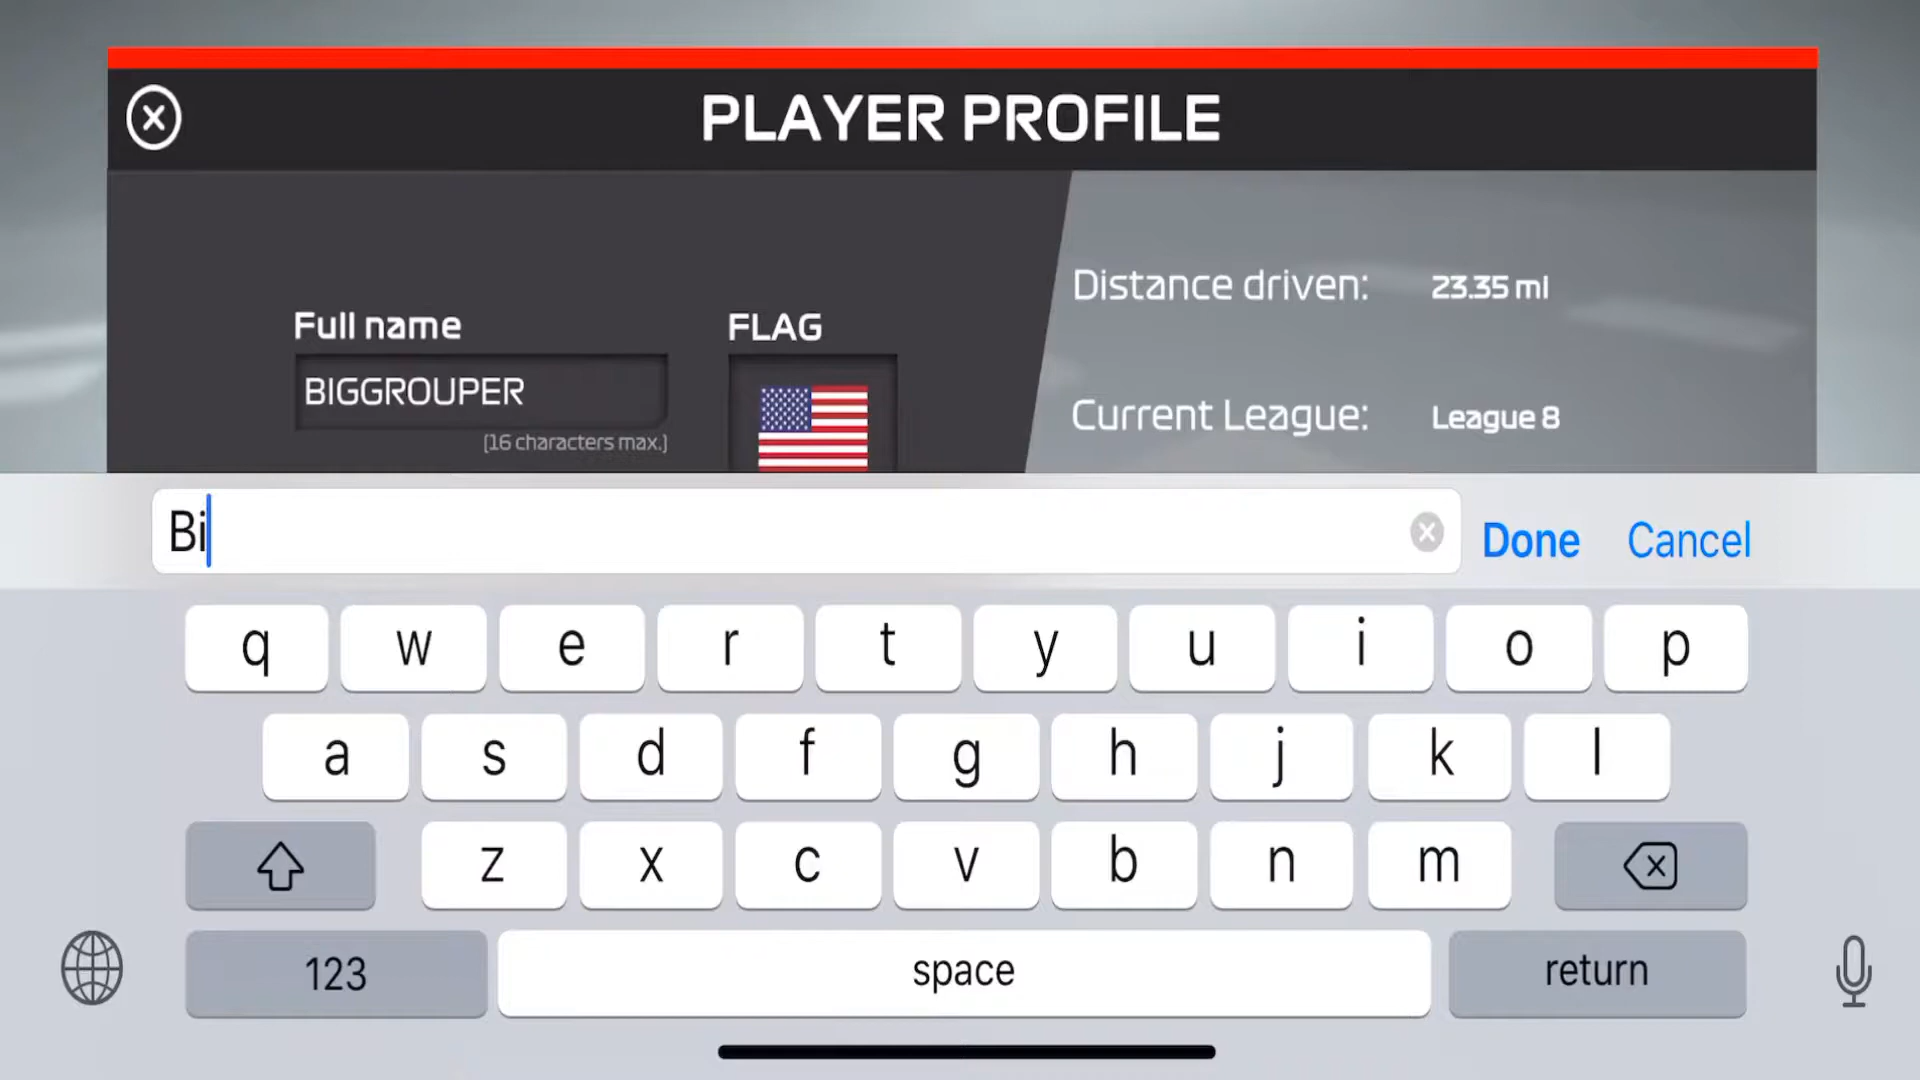 PLAYER PROFILE
Full name
FLAG
BIGGROUPER
(16 characters max.)
Distance driven: 23.35 mi
Current League: League 8
Bi
Done Cancel
q w e r t y u i o p
a s d f g h j k l
z x c v b n m
123 space return